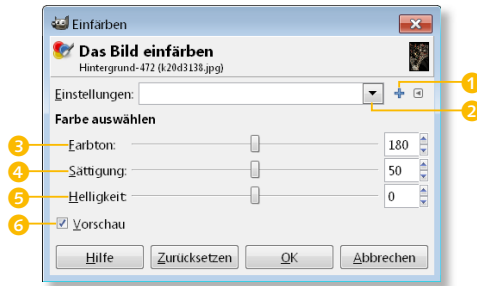 Einfärben
Das Bild einfärben
Hintergrund-472 (k20d3138.jpg)
Einstellungen:
1
2
Farbe auswählen
3 Farbton: 180
4 Sättigung: 50
5 Helligkeit: 0
6 Vorschau
Hilfe Zurücksetzen OK Abbrechen